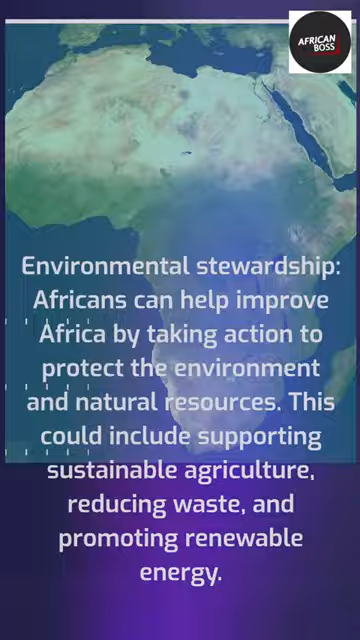 AFRICAN
BOSS
Environmental stewardship:
Africans can help improve
Africa by taking action to
protect the environment
and natural resources. This
could include supporting
sustainable agriculture,
reducing waste, and
promoting renewable
energy.